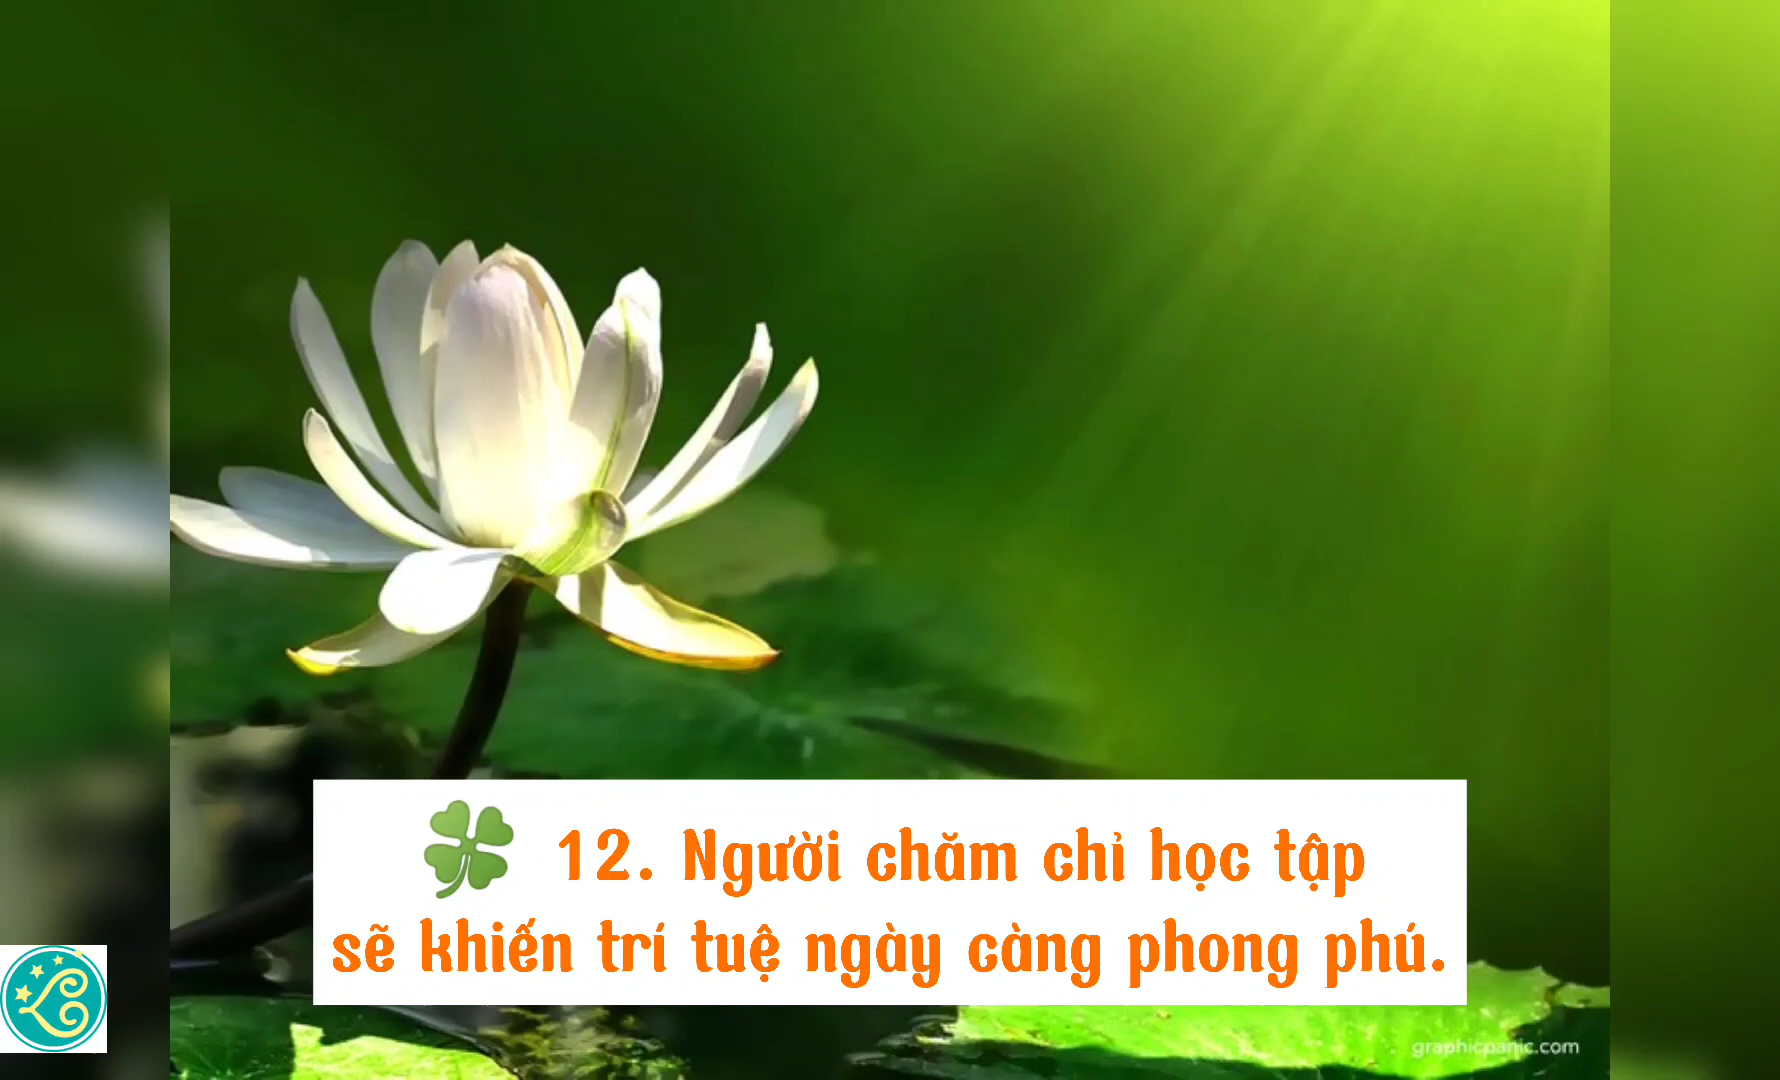 🍀 12. Người chăm chỉ học tập
sẽ khiến trí tuệ ngày càng phong phú.
graphicpanic.com